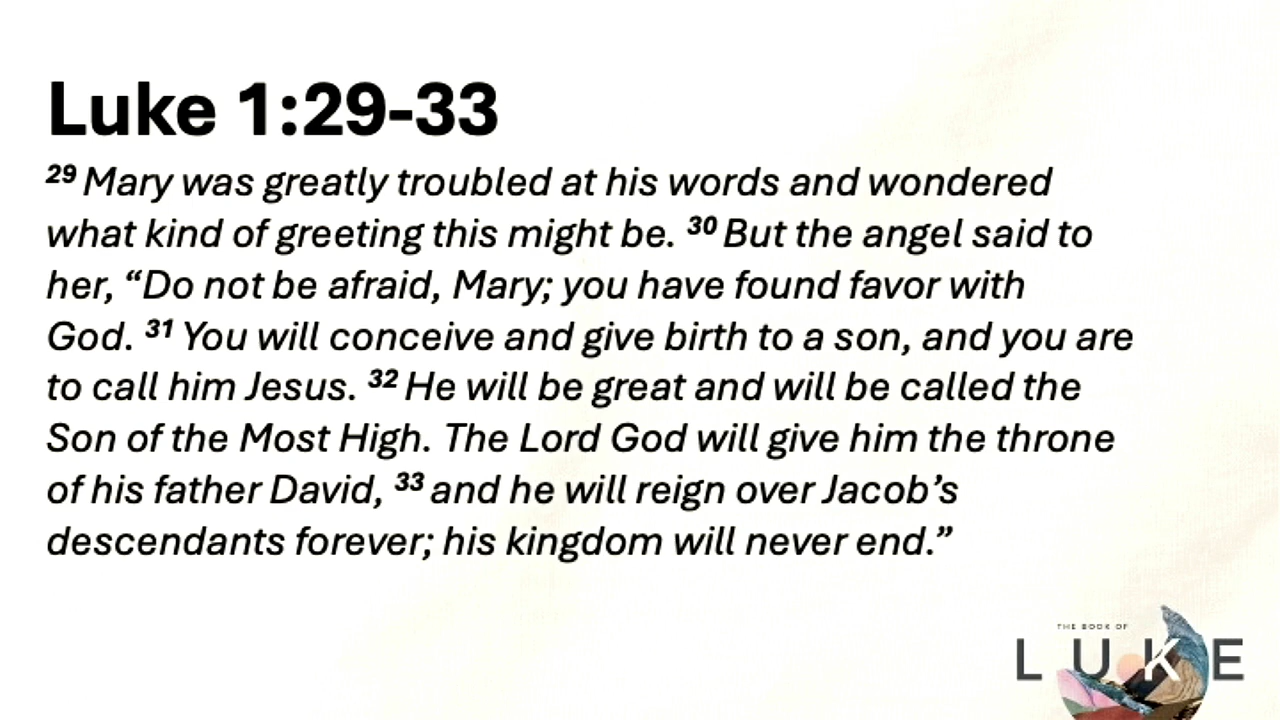 Luke 1:29-33
29 Mary was greatly troubled at his words and wondered
what kind of greeting this might be. 30 But the angel said to
her, “Do not be afraid, Mary; you have found favor with
God. 31 You will conceive and give birth to a son, and you are
to call him Jesus. 32 He will be great and will be called the
Son of the Most High. The Lord God will give him the throne
of his father David, 33 and he will reign over Jacob’s
descendants forever; his kingdom will never end.”
THE BOOK OF
LUKE